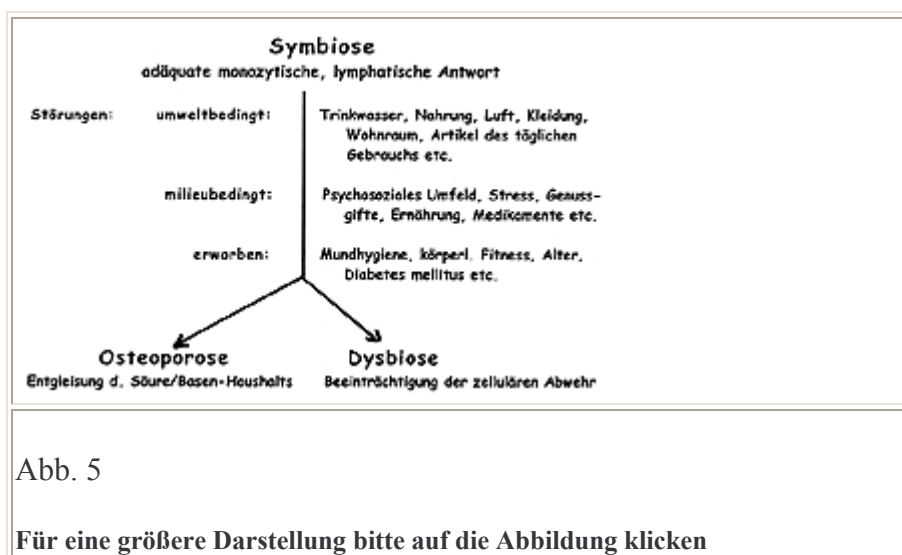 Symbiose
adäquate monozytische, lymphatische Antwort
Störungen: umweltbedingt: Trinkwasser, Nahrung, Luft, Kleidung,
Wohnraum, Artikel des täglichen
Gebrauchs etc.
milieubedingt: Psychosoziales Umfeld, Stress, Genuss-
gifte, Ernährung, Medikamente etc.
erworben: Mundhygiene, körperl. Fitness, Alter,
Diabetes mellitus etc.
Osteoporose Dysbiose
Entgleisung d. Säure/Basen-Haushalts Beeinträchtigung der zellulären Abwehr
Abb. 5
Für eine größere Darstellung bitte auf die Abbildung klicken